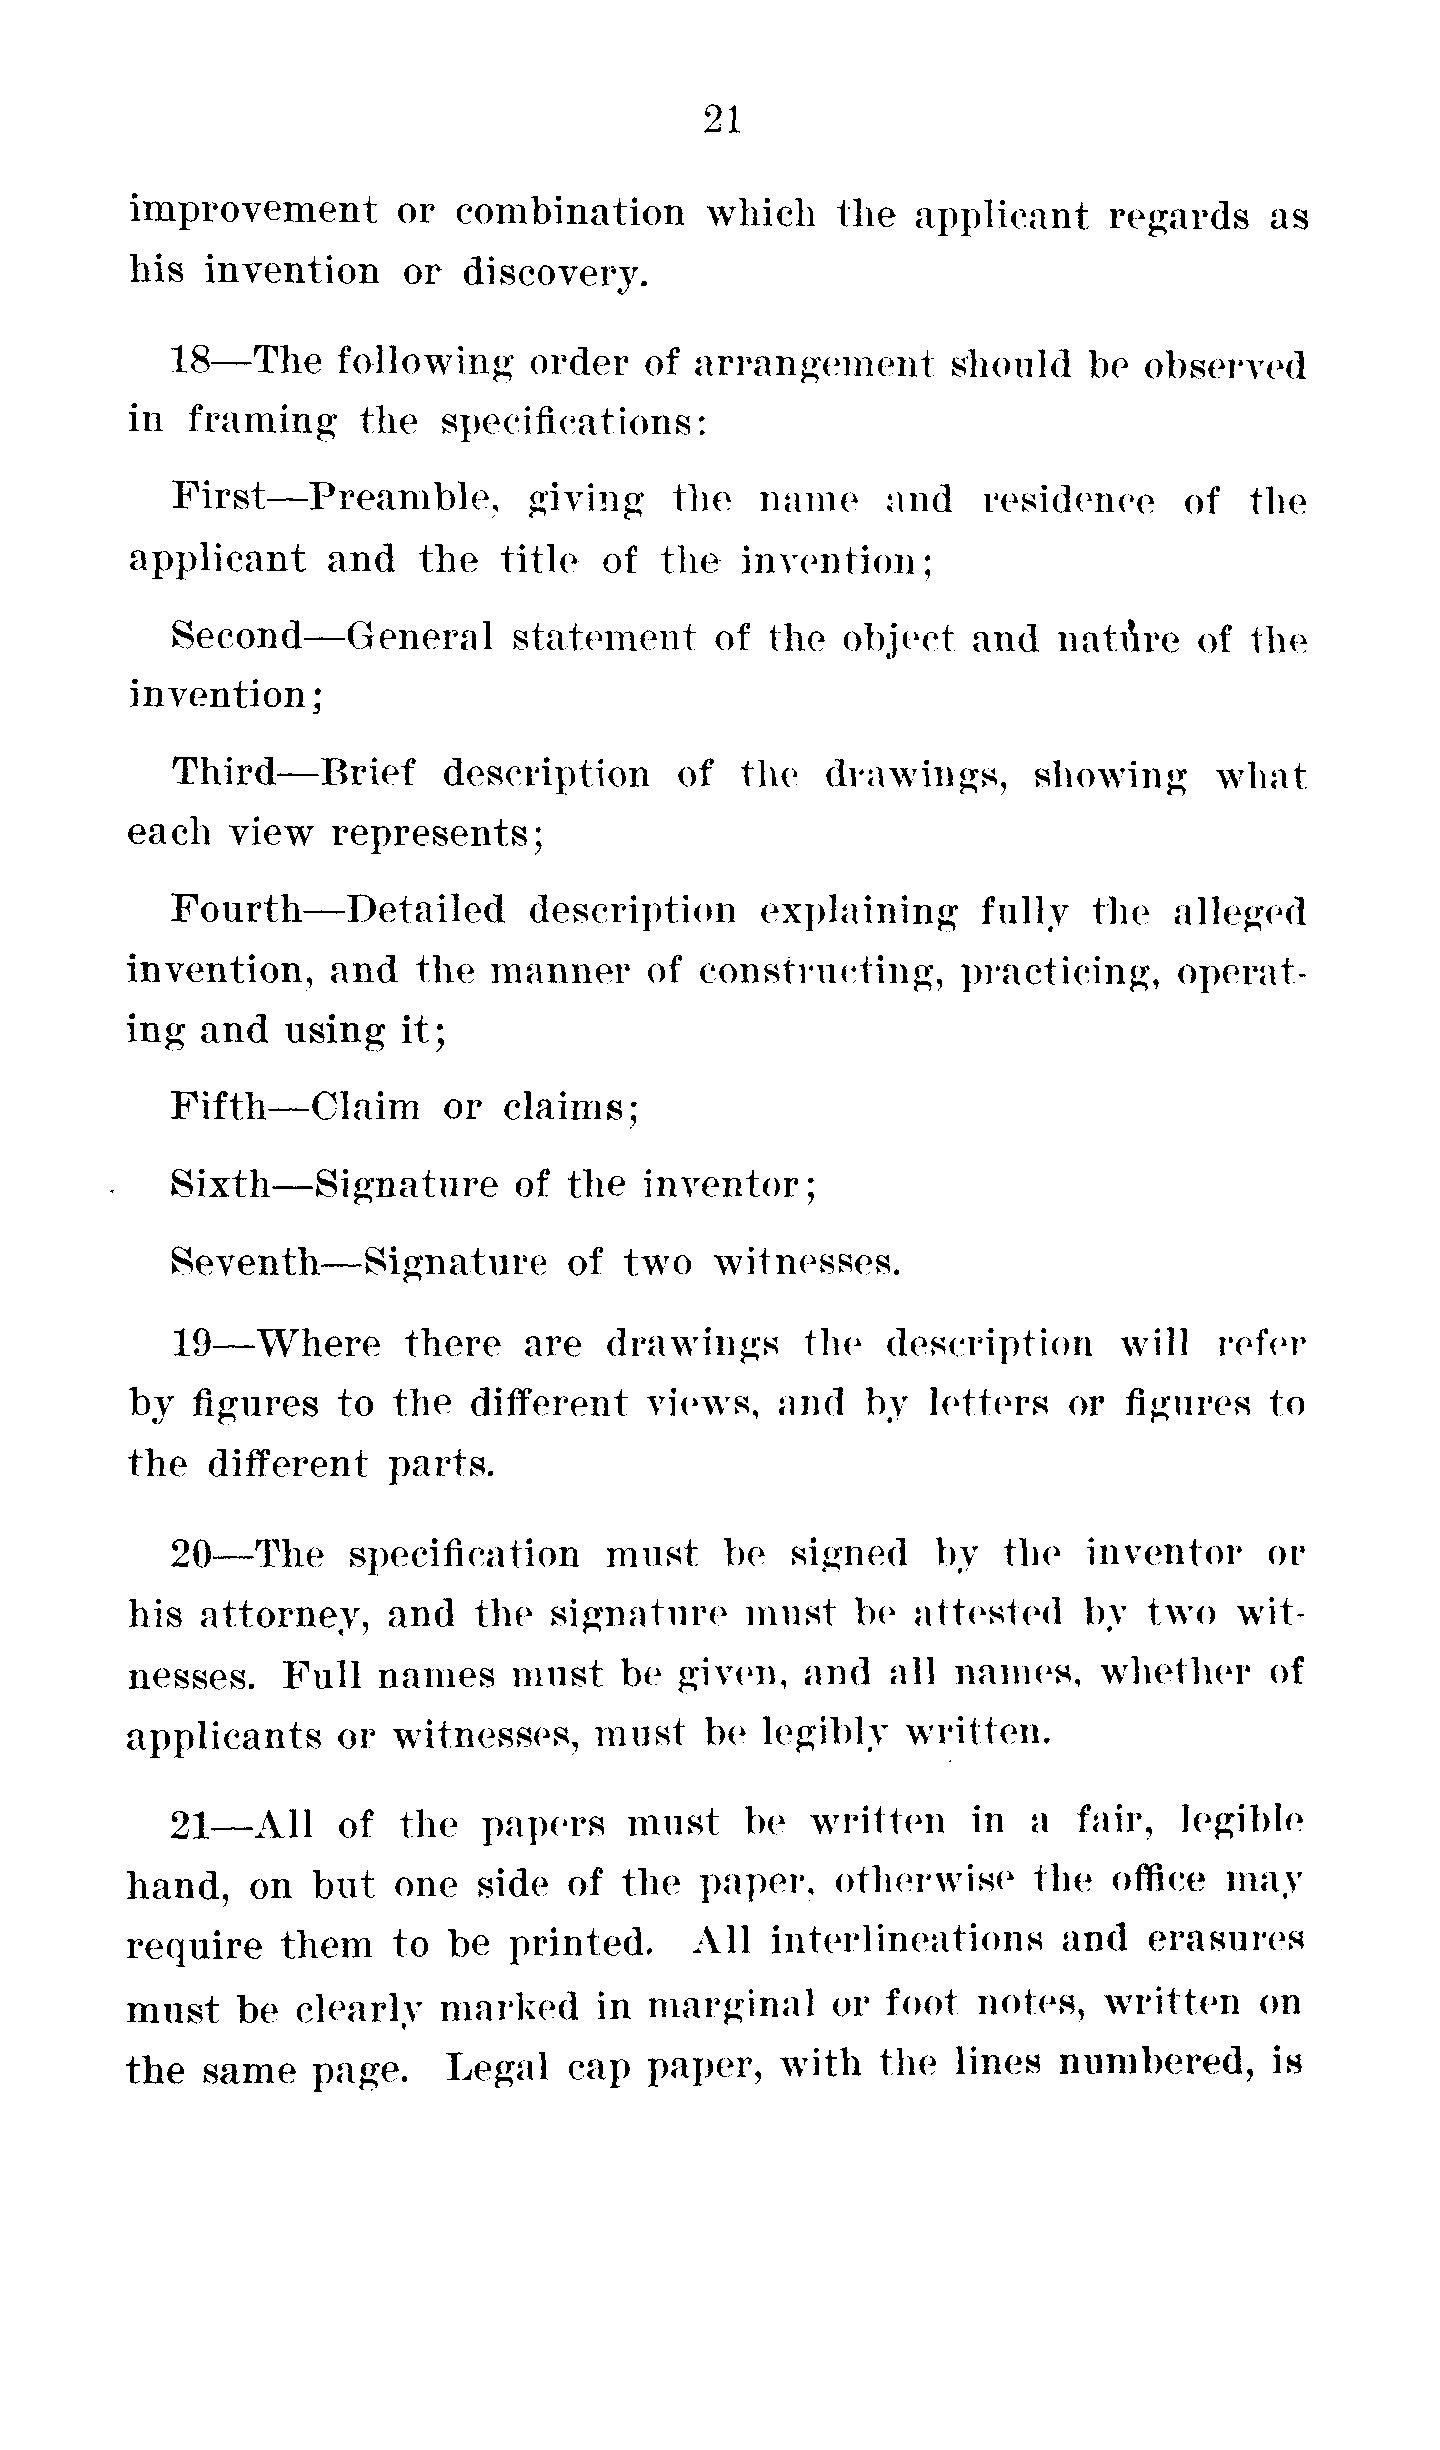 21
improvement or combination which the applicant regards as
his invention or discovery.
18—The following order of arrangement should be observed
in framing the specifications:
First—Preamble, giving the name and residence of the
applicant and the title of the invention;
Second—General statement of the object and nature of the
invention;
Third—Brief description of the drawings, showing what
each view represents;
Fourth—Detailed description explaining fully the alleged
invention, and the manner of constructing, practicing, operat-
ing and using it;
Fifth—Claim or claims;
Sixth—Signature of the inventor;
Seventh—Signature of two witnesses.
19—Where there are drawings the description will refer
by figures to the different views, and by letters or figures to
the different parts.
20—The specification must be signed by the inventor or
his attorney, and the signature must be attested by two wit-
nesses. Full names must be given, and all names, whether of
applicants or witnesses, must be legibly written.
21—All of the papers must be written in a fair, legible
hand, on but one side of the paper, otherwise the office may
require them to be printed. All interlineations and erasures
must be clearly marked in marginal or foot notes, written on
the same page. Legal cap paper, with the lines numbered, is